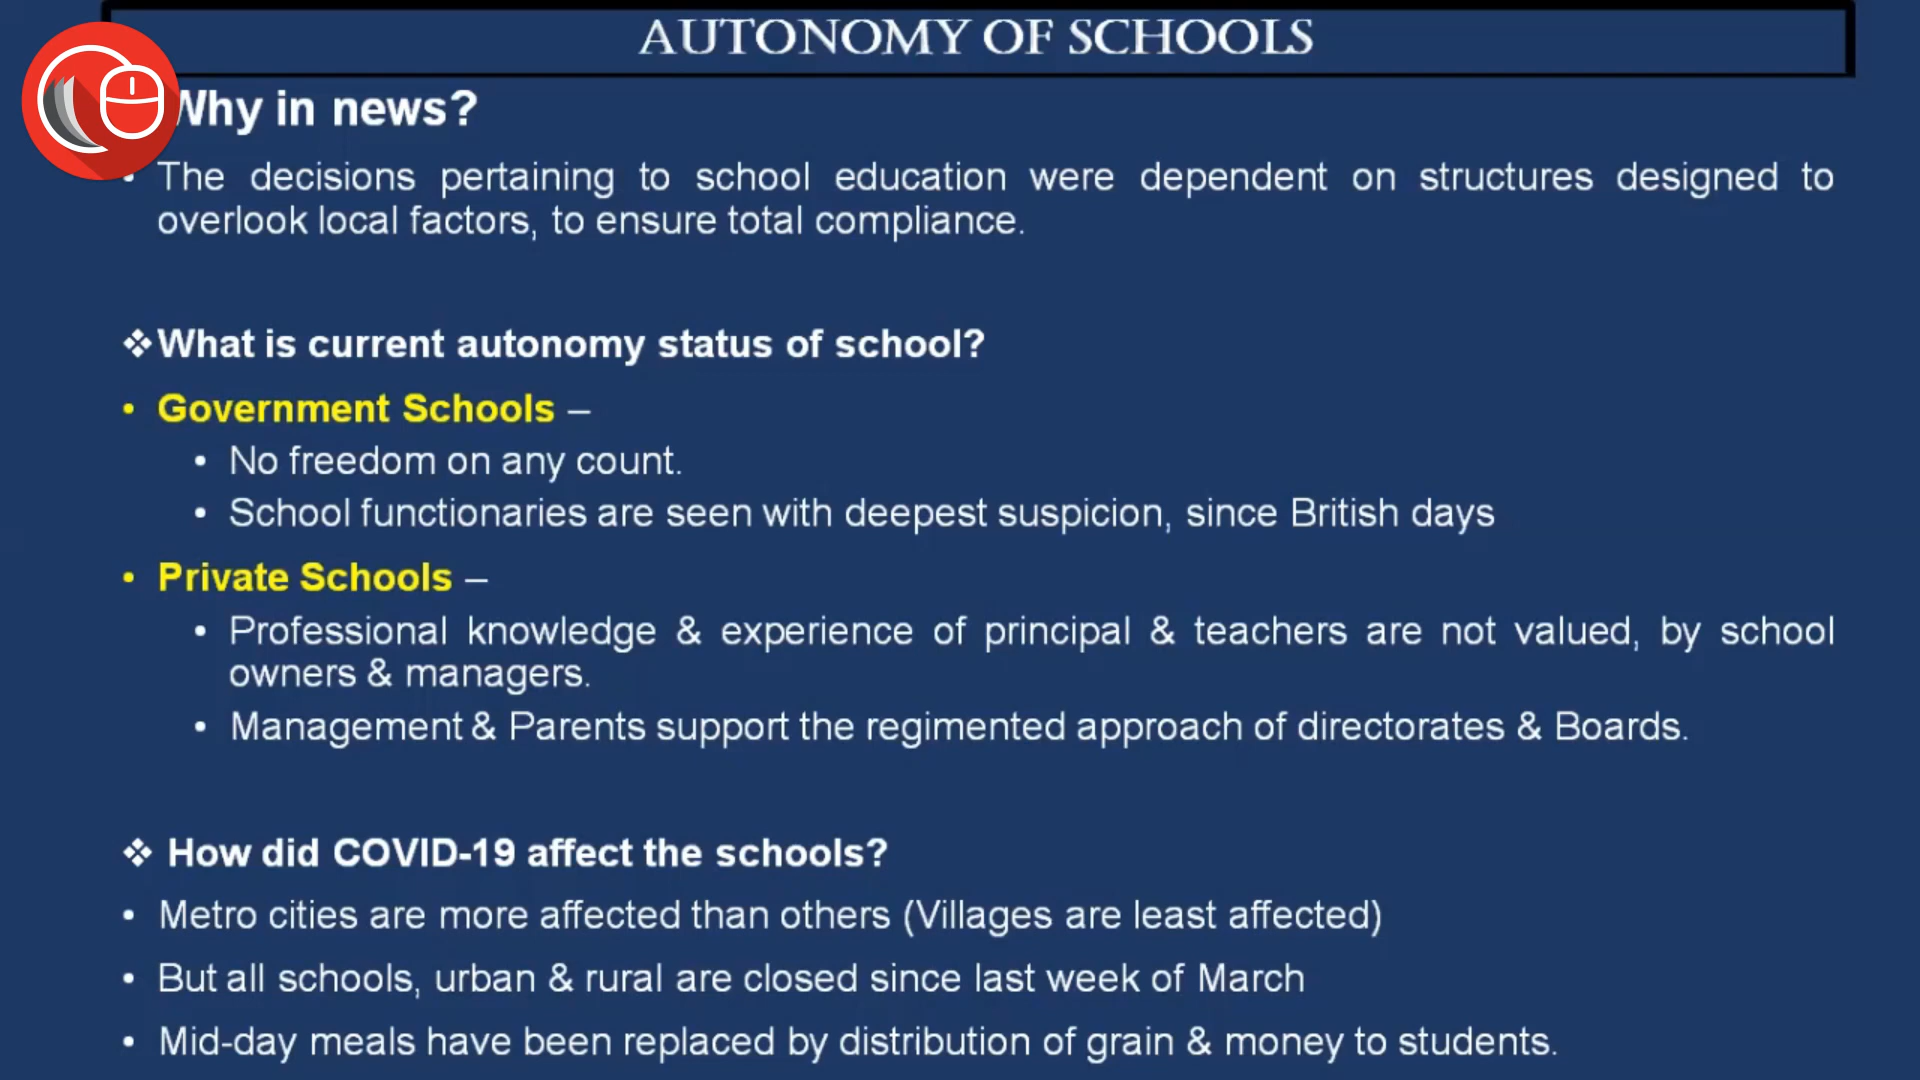 AUTONOMY OF SCHOOLS
Why in news?
• The decisions pertaining to school education were dependent on structures designed to
overlook local factors, to ensure total compliance.
❖What is current autonomy status of school?
• Government Schools –
• No freedom on any count.
• School functionaries are seen with deepest suspicion, since British days
• Private Schools –
• Professional knowledge & experience of principal & teachers are not valued, by school
owners & managers.
• Management & Parents support the regimented approach of directorates & Boards.
❖ How did COVID-19 affect the schools?
• Metro cities are more affected than others (Villages are least affected)
• But all schools, urban & rural are closed since last week of March
• Mid-day meals have been replaced by distribution of grain & money to students.